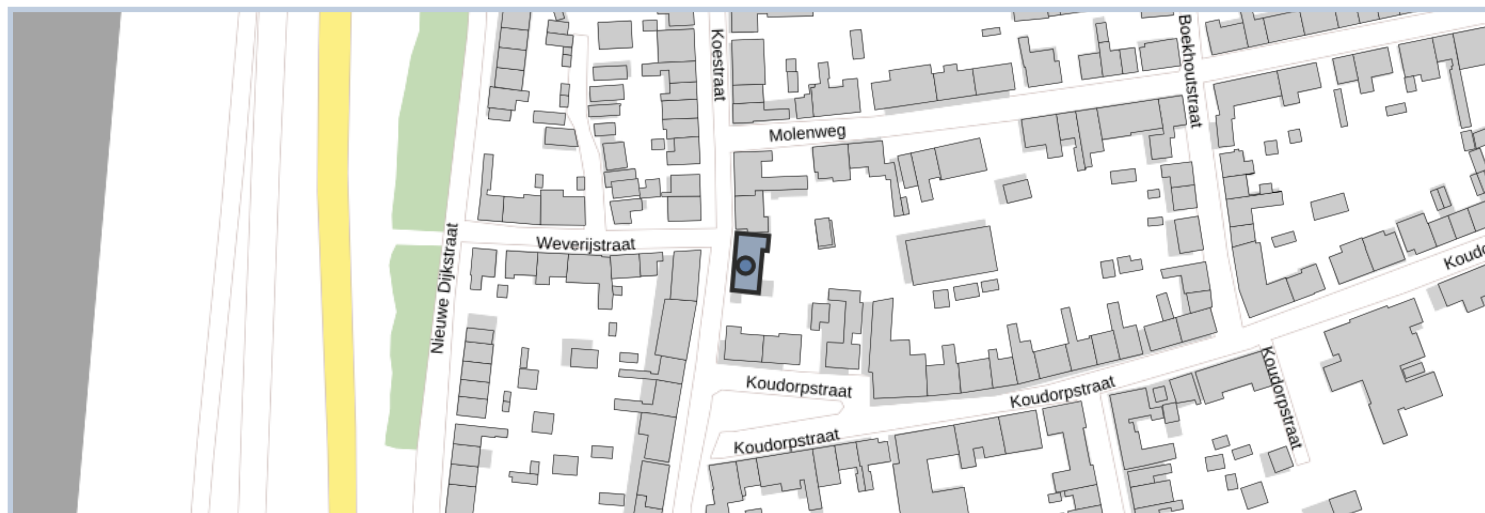 Koestraat
Boekhoutstraat
Molenweg
Weverijstraat
Nieuwe Dijkstraat
Koudo
Koudorpstraat
Koudorpstraat
Koudorpstraat
Koudorpstraat